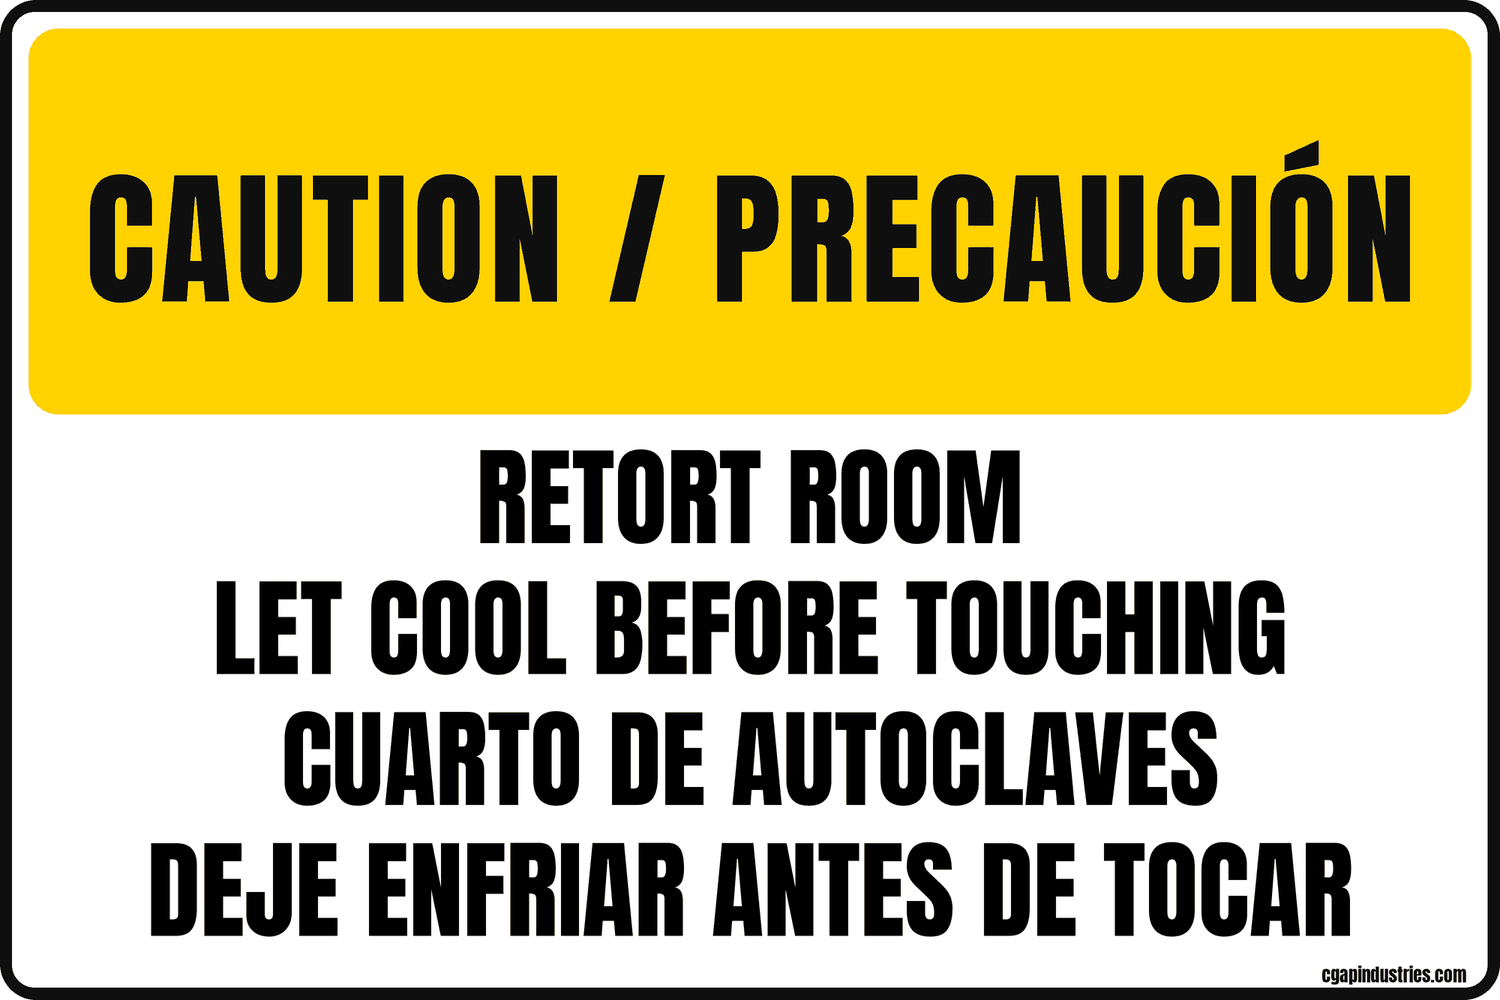 CAUTION / PRECAUCIÓN
RETORT ROOM
LET COOL BEFORE TOUCHING
CUARTO DE AUTOCLAVES
DEJE ENFRIAR ANTES DE TOCAR
cgapindustries.com